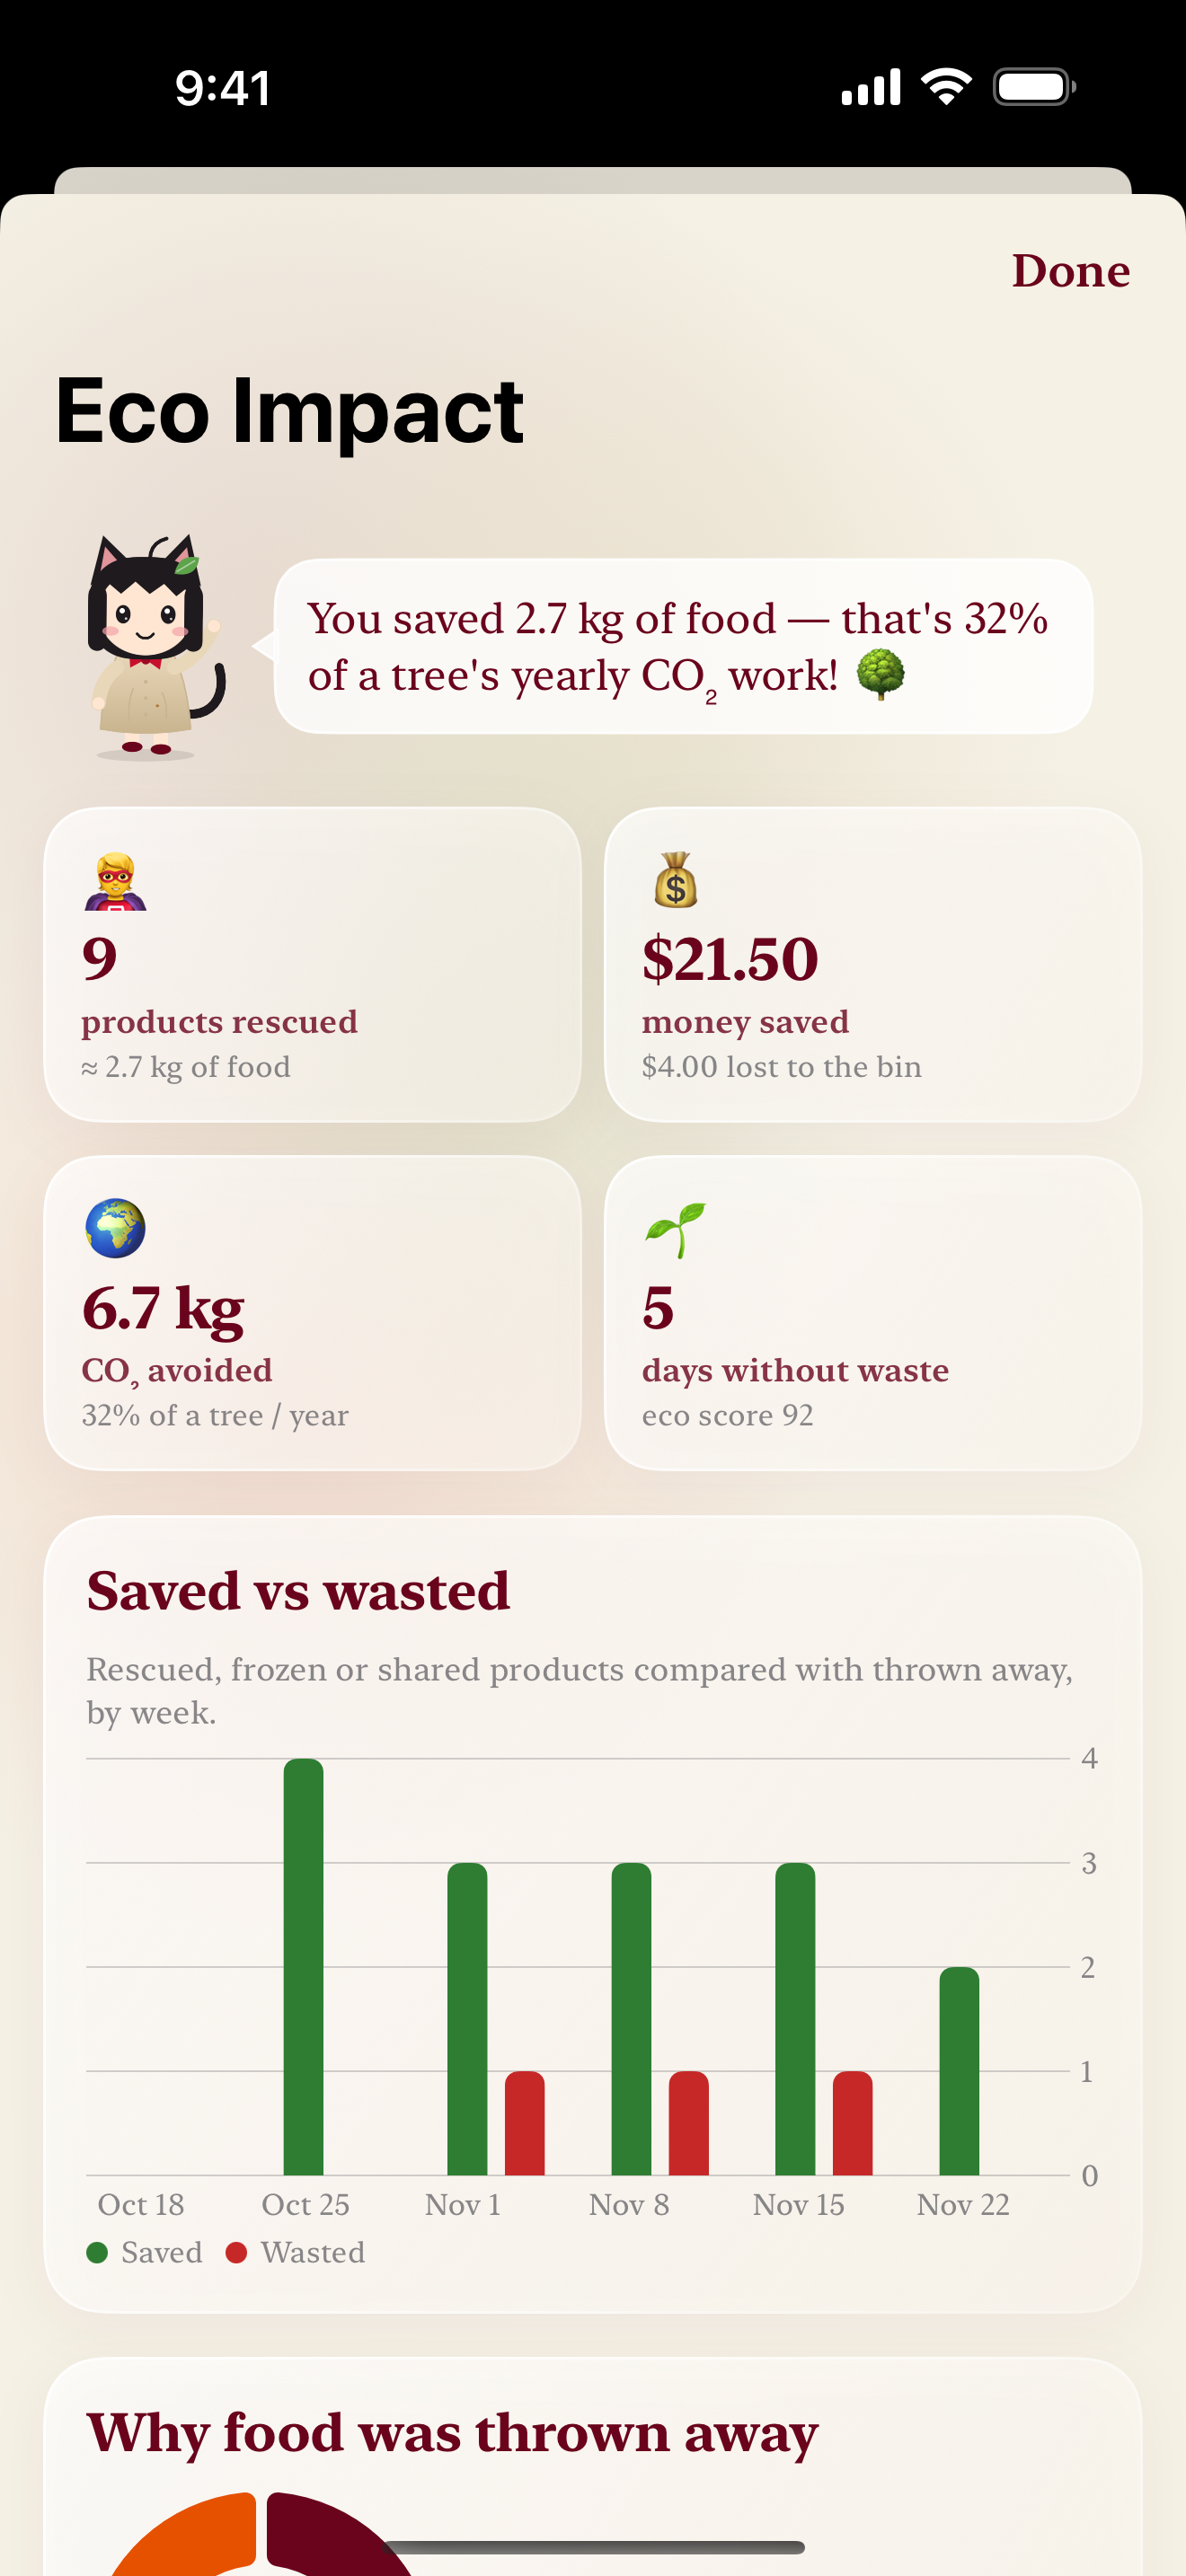 9:41
Done
Eco Impact
You saved 2.7 kg of food — that's 32%
of a tree's yearly CO₂ work! 🌳
9
products rescued
≈ 2.7 kg of food
$21.50
money saved
$4.00 lost to the bin
6.7 kg
CO₂ avoided
32% of a tree / year
5
days without waste
eco score 92
Saved vs wasted
Rescued, frozen or shared products compared with thrown away,
by week.
4
3
2
1
0
Oct 18 Oct 25 Nov 1 Nov 8 Nov 15 Nov 22
Saved Wasted
Why food was thrown away